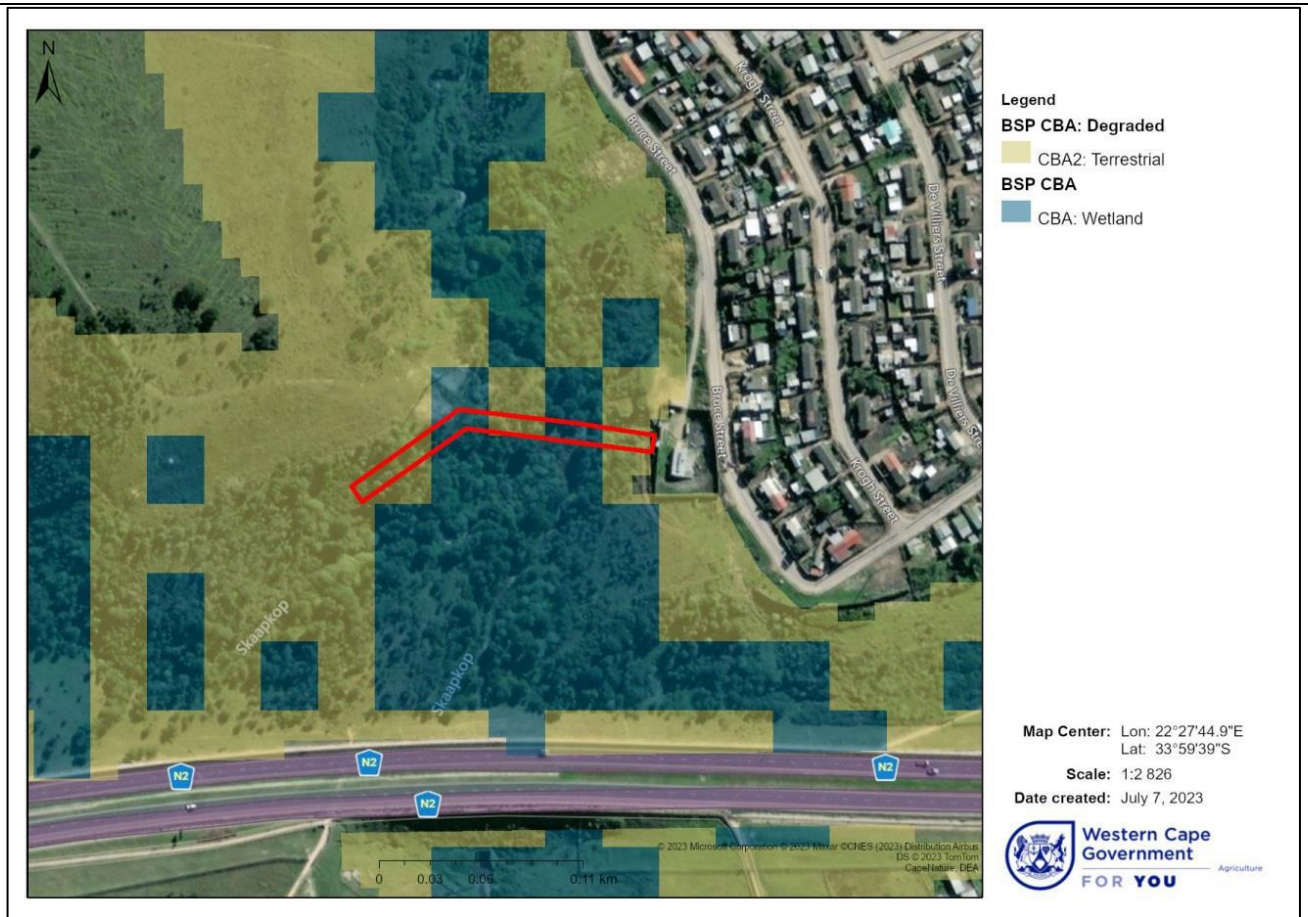 N
Bruce Street
Krogh Street
De Villiers Street
De Villiers Stre
Bruce Street
Krogh Street
Skaapkop
Skaapkop
N2
N2
N2
N2
© 2023 Microsoft Corporation © 2023 Maxar ©CNES (2023) Distribution Airbus
DS © 2023 TomTom
CapeNature, DEA
0 0.03 0.06 0.11 km
Legend
BSP CBA: Degraded
CBA2: Terrestrial
BSP CBA
CBA: Wetland
Map Center: Lon: 22°27'44.9"E
Lat: 33°59'39"S
Scale: 1:2 826
Date created: July 7, 2023
Western Cape
Government
Agriculture
FOR YOU